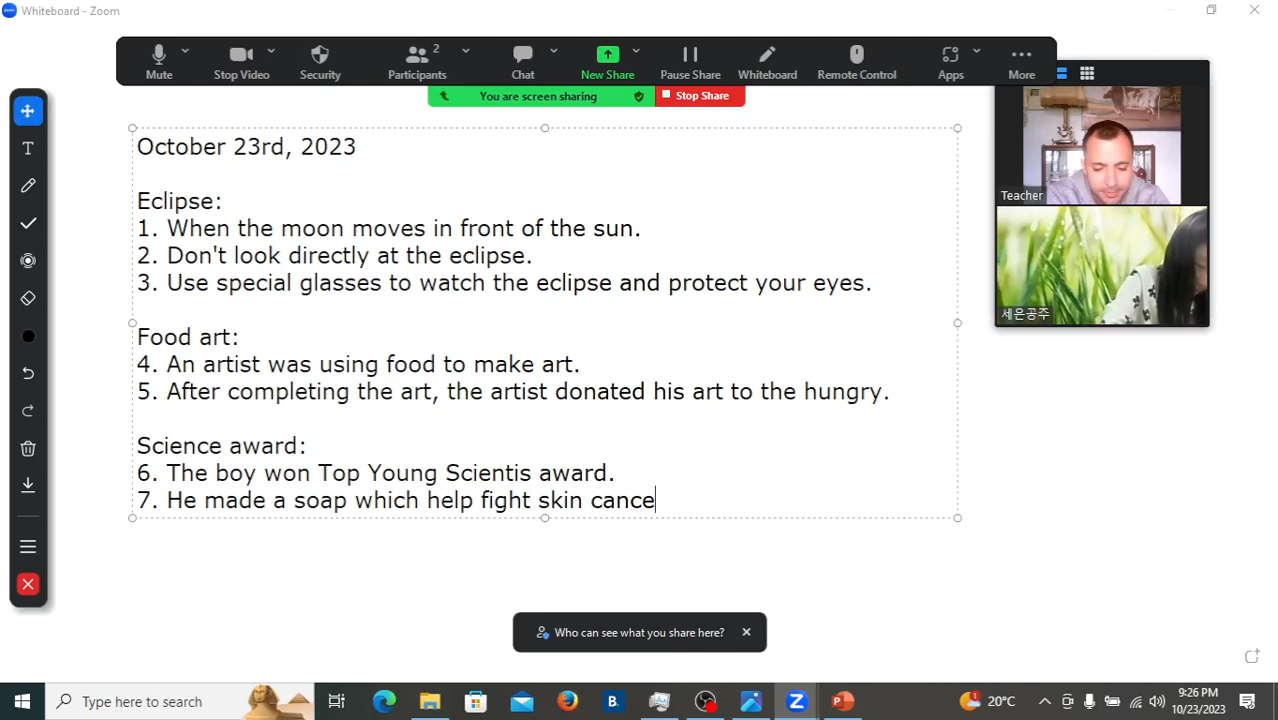 Whiteboard - Zoom
Mute
Stop Video
Security
2
Participants
Chat
New Share
Pause Share
Whiteboard
Remote Control
Apps
More
You are screen sharing
Stop Share
October 23rd, 2023
Eclipse:
1. When the moon moves in front of the sun.
2. Don't look directly at the eclipse.
3. Use special glasses to watch the eclipse and protect your eyes.
Food art:
4. An artist was using food to make art.
5. After completing the art, the artist donated his art to the hungry.
Science award:
6. The boy won Top Young Scientis award.
7. He made a soap which help fight skin cance
Teacher
세은공주
Who can see what you share here?
Type here to search
B.
1
20°C
9:26 PM
10/23/2023